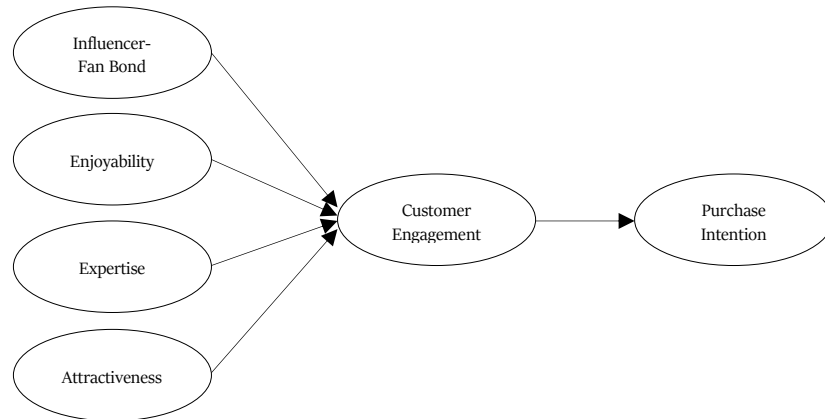 Influencer-
Fan Bond
Enjoyability
Expertise
Attractiveness
Customer
Engagement
Purchase
Intention